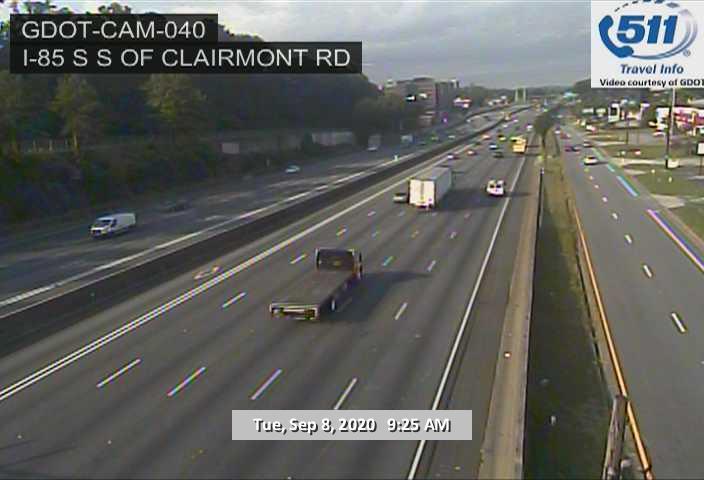 GDOT-CAM-040
I-85 S S OF CLAIRMONT RD
511
Travel Info
Video courtesy of GDOT
Tue, Sep 8, 2020 9:25 AM